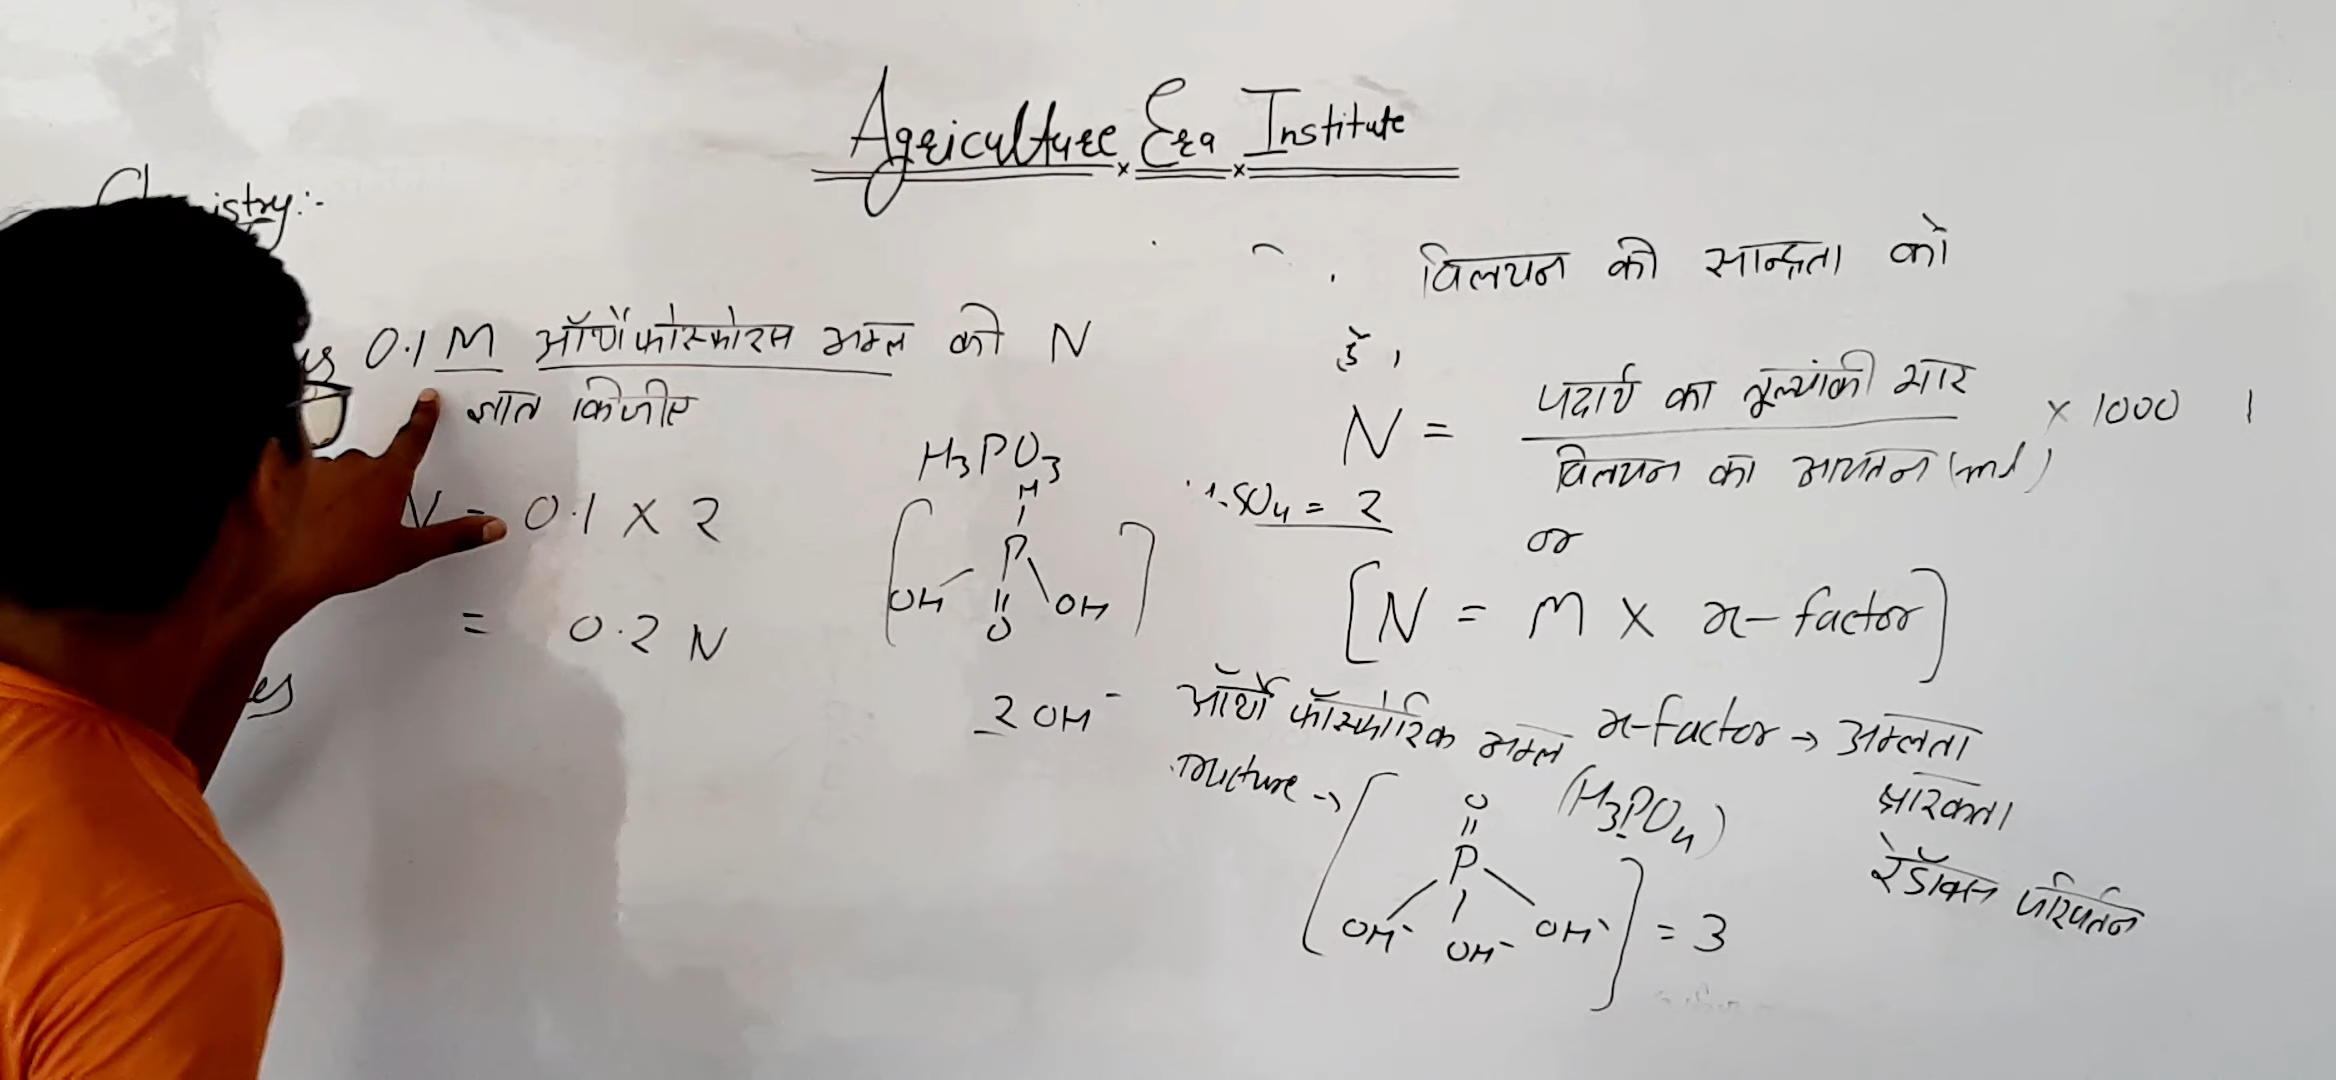 Agriculture Era Institute
Chemistry:-
0.1 M ऑर्थोफोस्फोरस अम्ल की N
ज्ञात किजीए
N = 0.1 x 2
= 0.2 N
H3PO3
H
P
OH OH
O
2 OH-
विलयन की सान्द्रता को
है।
N = पदार्थ का तूल्यांकी भार / विलयन का आयतन (ml) x 1000
SO4 = 2
or
[N = M x n-factor]
ऑर्थो फॉस्फोरिक अम्ल
(H3PO4)
n-factor → अम्लता
क्षारकता
रेडॉक्स परिवर्तन
tructure →
O
P
OH- OH- OH- = 3